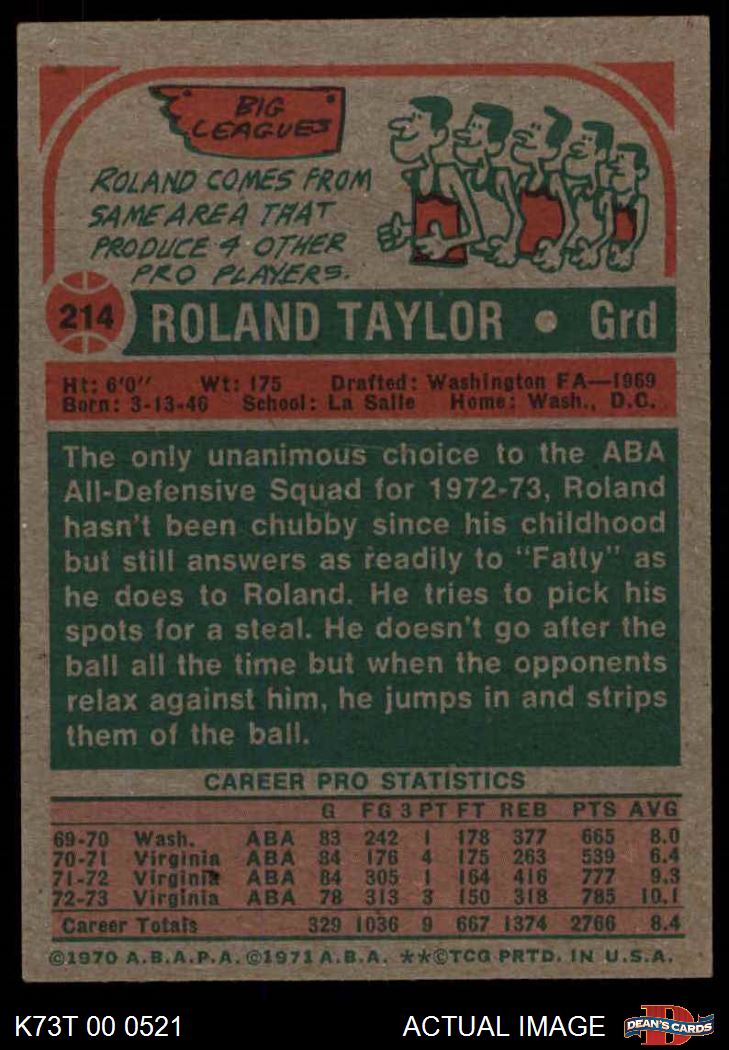 BIG
LEAGUES
ROLAND COMES FROM
SAME AREA THAT
PRODUCE 4 OTHER
PRO PLAYERS.
214 ROLAND TAYLOR • Grd
Ht: 6'0" Wt: 175 Drafted: Washington FA—1969
Born: 3-13-46 School: La Salle Home: Wash., D.C.
The only unanimous choice to the ABA
All-Defensive Squad for 1972-73, Roland
hasn't been chubby since his childhood
but still answers as readily to "Fatty" as
he does to Roland. He tries to pick his
spots for a steal. He doesn't go after the
ball all the time but when the opponents
relax against him, he jumps in and strips
them of the ball.
CAREER PRO STATISTICS
G FG 3 PT FT REB PTS AVG
69-70 Wash. ABA 83 242 1 178 377 665 8.0
70-71 Virginia ABA 84 176 4 175 263 539 6.4
71-72 Virginia ABA 84 305 1 164 416 777 9.3
72-73 Virginia ABA 78 313 3 150 318 785 10.1
Career Totals 329 1036 9 667 1374 2766 8.4
©1970 A.B.A.P.A. ©1971 A.B.A. **©TCG PRTD. IN U.S.A.
K73T 00 0521 ACTUAL IMAGE DEAN'S CARDS